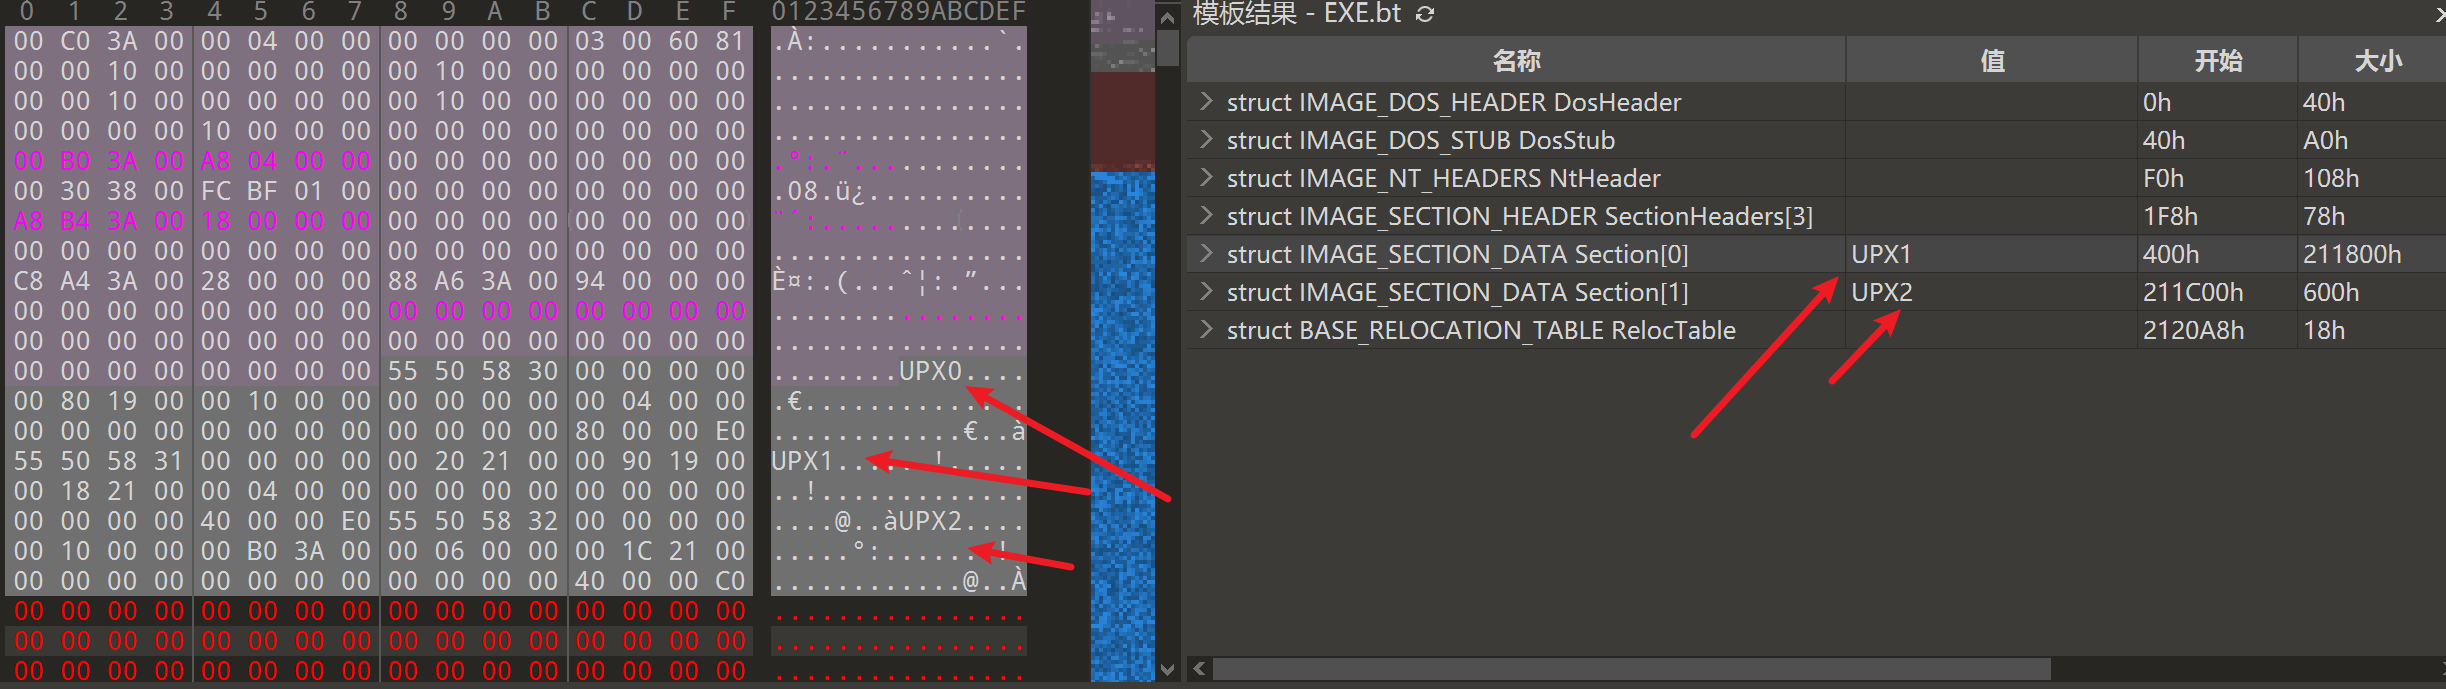 0 1 2 3 4 5 6 7 8 9 A B C D E F 0123456789ABCDEF
00 C0 3A 00 00 04 00 00 00 00 00 00 03 00 60 81 .À:...........`.
00 00 10 00 00 00 00 00 00 10 00 00 00 00 00 00 ................
00 00 10 00 00 00 00 00 00 10 00 00 00 00 00 00 ................
00 00 00 00 10 00 00 00 00 00 00 00 00 00 00 00 ................
00 B0 3A 00 A8 04 00 00 00 00 00 00 00 00 00 00 .°:.¨...........
00 30 38 00 FC BF 01 00 00 00 00 00 00 00 00 00 .08.ü¿..........
A8 B4 3A 00 18 00 00 00 00 00 00 00 00 00 00 00 ¨´:.............
00 00 00 00 00 00 00 00 00 00 00 00 00 00 00 00 ................
C8 A4 3A 00 28 00 00 00 88 A6 3A 00 94 00 00 00 È¤:.(...ˆ¦:.”...
00 00 00 00 00 00 00 00 00 00 00 00 00 00 00 00 ................
00 00 00 00 00 00 00 00 00 00 00 00 00 00 00 00 ................
00 00 00 00 00 00 00 00 55 50 58 30 00 00 00 00 ........UPX0....
00 80 19 00 00 10 00 00 00 00 00 00 00 04 00 00 .€..............
00 00 00 00 00 00 00 00 00 00 00 00 80 00 00 E0 ............€..à
55 50 58 31 00 00 00 00 00 20 21 00 00 90 19 00 UPX1..... !.....
00 18 21 00 00 04 00 00 00 00 00 00 00 00 00 00 ..!.............
00 00 00 00 40 00 00 E0 55 50 58 32 00 00 00 00 ....@..àUPX2....
00 10 00 00 00 B0 3A 00 00 06 00 00 00 1C 21 00 .....°:.......!.
00 00 00 00 00 00 00 00 00 00 00 00 40 00 00 C0 ............@..À
00 00 00 00 00 00 00 00 00 00 00 00 00 00 00 00 ................
00 00 00 00 00 00 00 00 00 00 00 00 00 00 00 00 ................
00 00 00 00 00 00 00 00 00 00 00 00 00 00 00 00 ................
模板结果 - EXE.bt
名称 值 开始 大小
struct IMAGE_DOS_HEADER DosHeader 0h 40h
struct IMAGE_DOS_STUB DosStub 40h A0h
struct IMAGE_NT_HEADERS NtHeader F0h 108h
struct IMAGE_SECTION_HEADER SectionHeaders[3] 1F8h 78h
struct IMAGE_SECTION_DATA Section[0] UPX1 400h 211800h
struct IMAGE_SECTION_DATA Section[1] UPX2 211C00h 600h
struct BASE_RELOCATION_TABLE RelocTable 2120A8h 18h